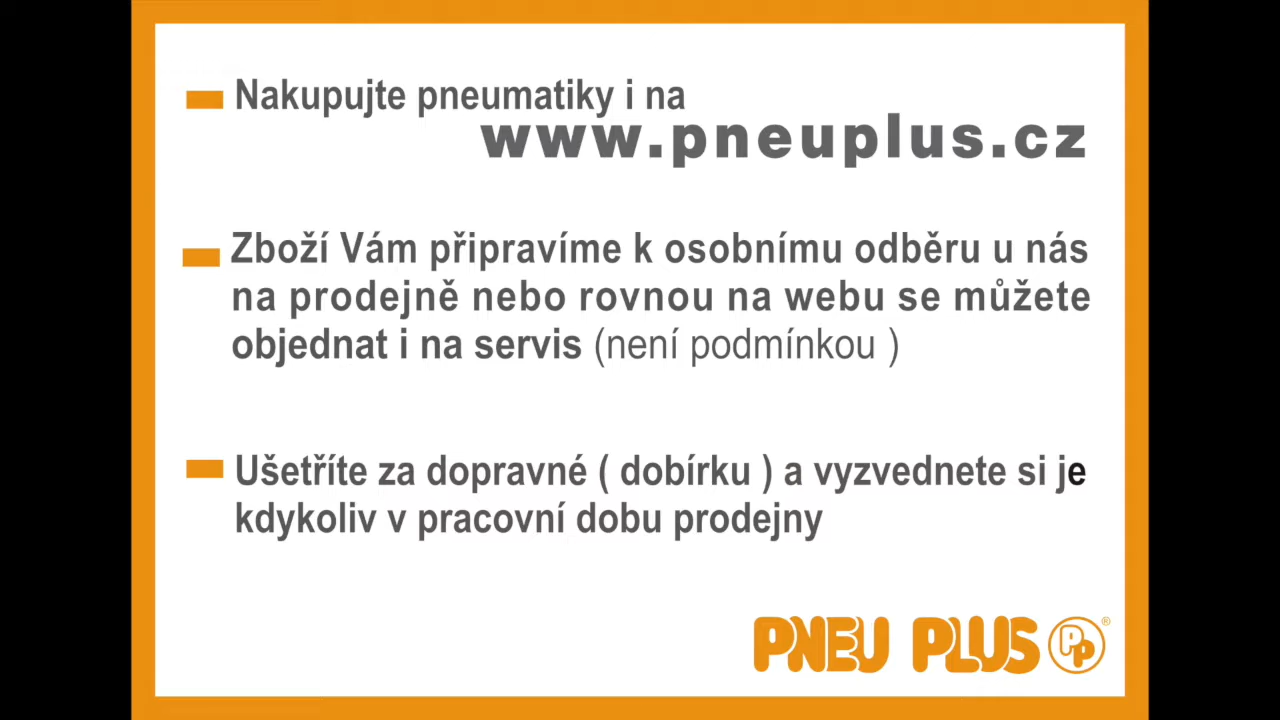 Nakupujte pneumatiky i na
www.pneuplus.cz
Zboží Vám připravíme k osobnímu odběru u nás
na prodejně nebo rovnou na webu se můžete
objednat i na servis (není podmínkou )
Ušetříte za dopravné ( dobírku ) a vyzvednete si je
kdykoliv v pracovní dobu prodejny
PNEU PLUS PP ®